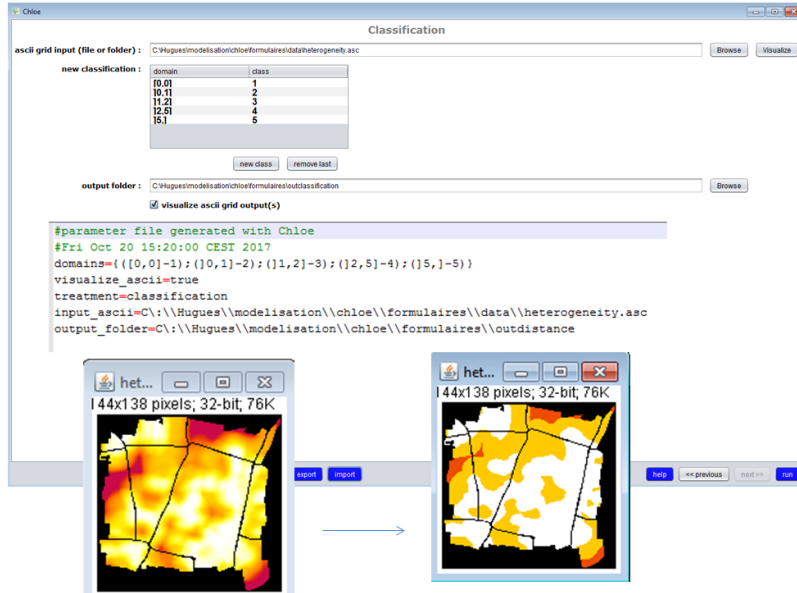 Chloe
Classification
ascii grid input (file or folder) : C:\Hugues\modelisation\chloe\formulaires\data\heterogeneity.asc Browse Visualize
new classification : domain class
[0,0] 1
]0,1] 2
]1,2] 3
]2,5] 4
]5,] 5
new class remove last
output folder : C:\Hugues\modelisation\chloe\formulaires\outclassification Browse
visualize ascii grid output(s)
#parameter file generated with Chloe
#Fri Oct 20 15:20:00 CEST 2017
domains={([0,0]-1);(]0,1]-2);(]1,2]-3);(]2,5]-4);(]5,]-5)}
visualize_ascii=true
treatment=classification
input_ascii=C\:\\Hugues\\modelisation\\chloe\\formulaires\\data\\heterogeneity.asc
output_folder=C\:\\Hugues\\modelisation\\chloe\\formulaires\\outdistance
het...
144x138 pixels; 32-bit; 76K
het...
144x138 pixels; 32-bit; 76K
export import help << previous next >> run